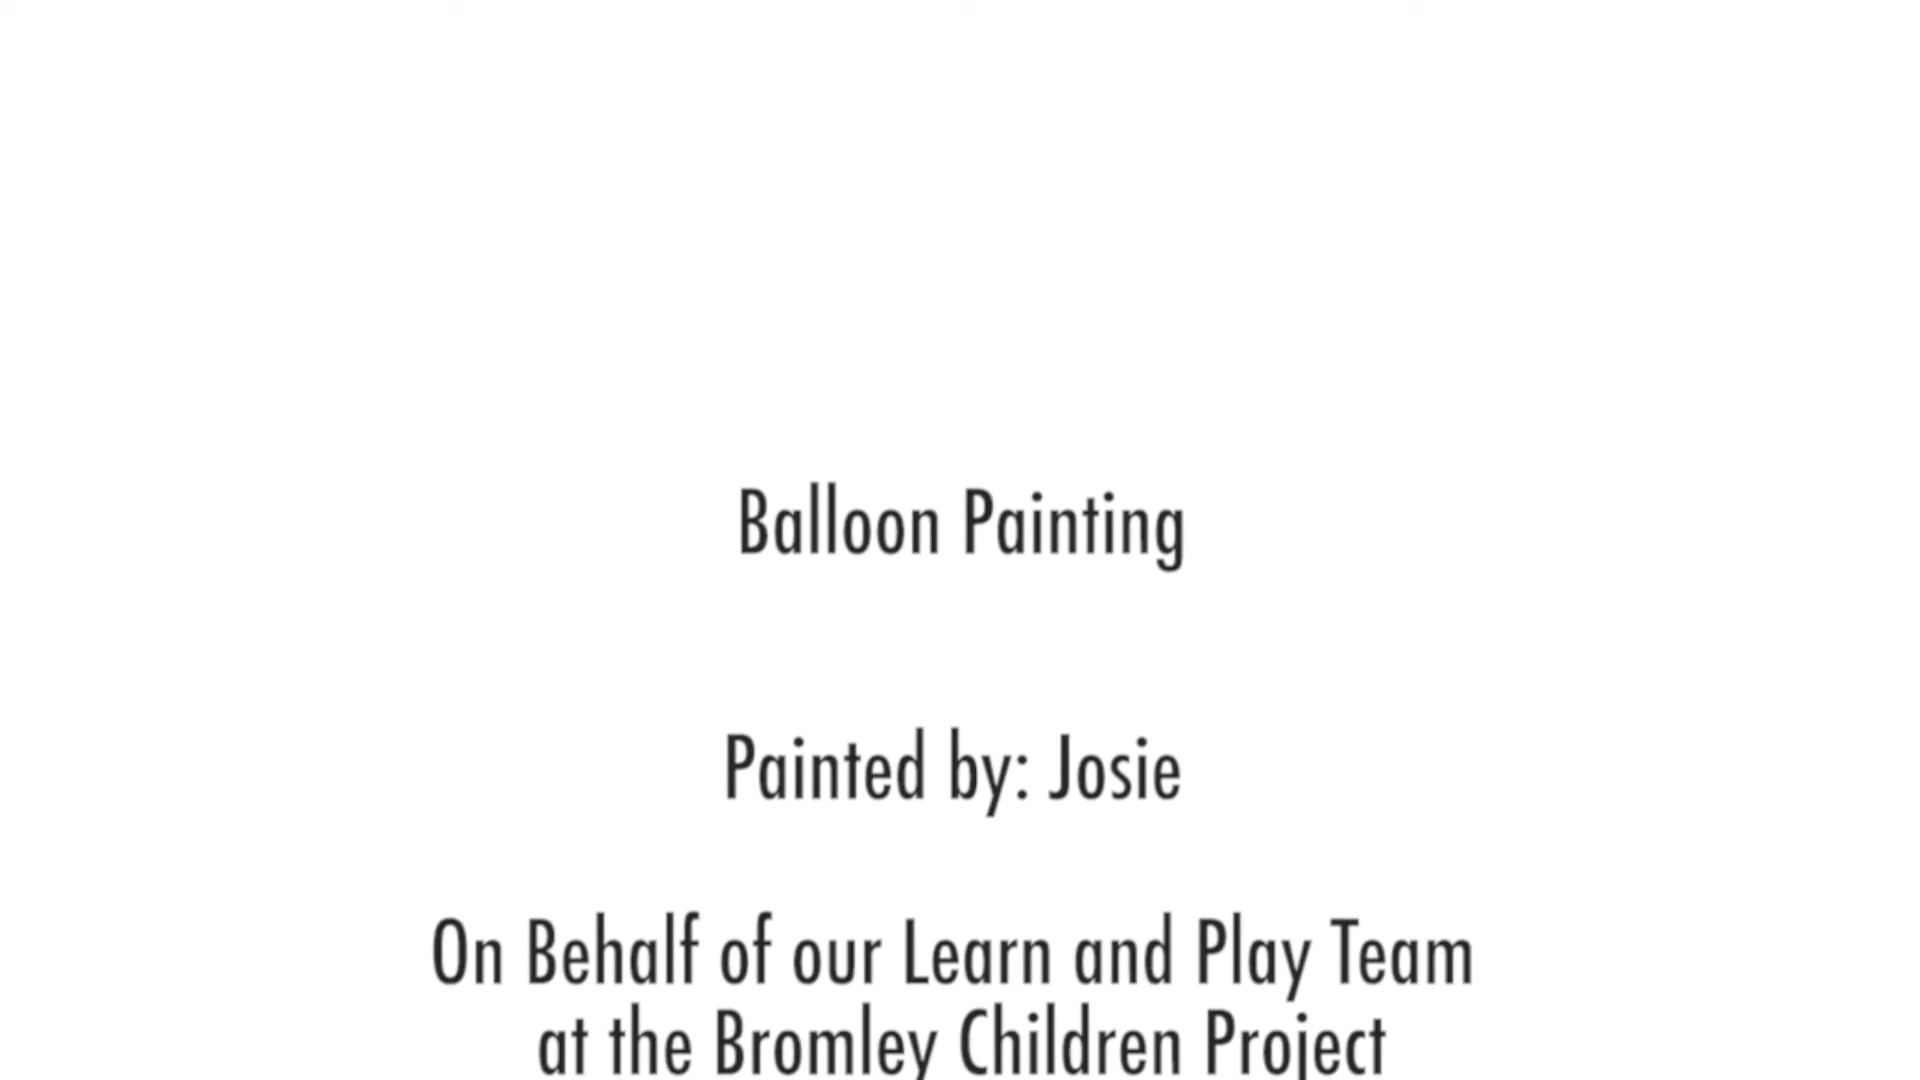 Balloon Painting
Painted by: Josie
On Behalf of our Learn and Play Team
at the Bromley Children Project